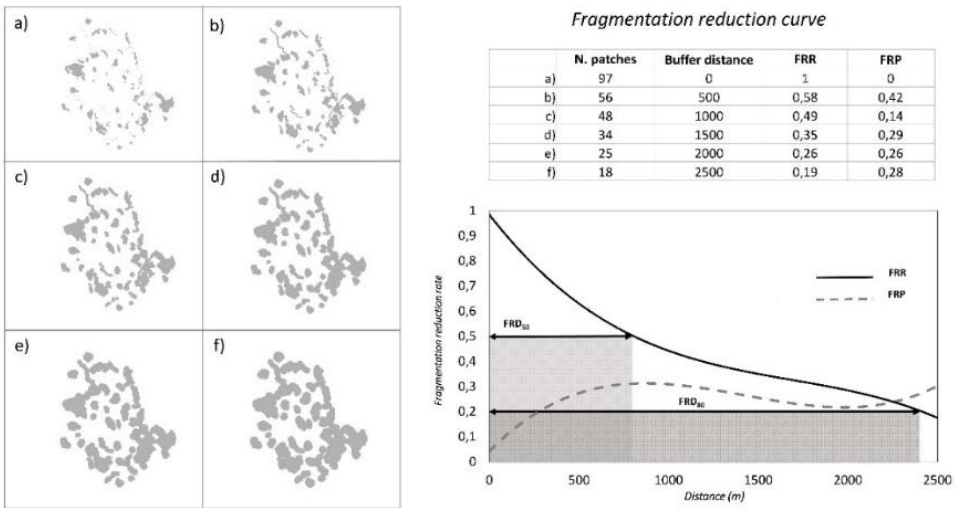 a)
b)
c)
d)
e)
f)
Fragmentation reduction curve
N. patches Buffer distance FRR FRP
a) 97 0 1 0
b) 56 500 0,58 0,42
c) 48 1000 0,49 0,14
d) 34 1500 0,35 0,29
e) 25 2000 0,26 0,26
f) 18 2500 0,19 0,28
Fragmentation reduction rate
1
0,9
0,8
0,7
0,6
0,5
0,4
0,3
0,2
0,1
0
FRR
FRP
FRD50
FRD80
0 500 1000 1500 2000 2500
Distance (m)